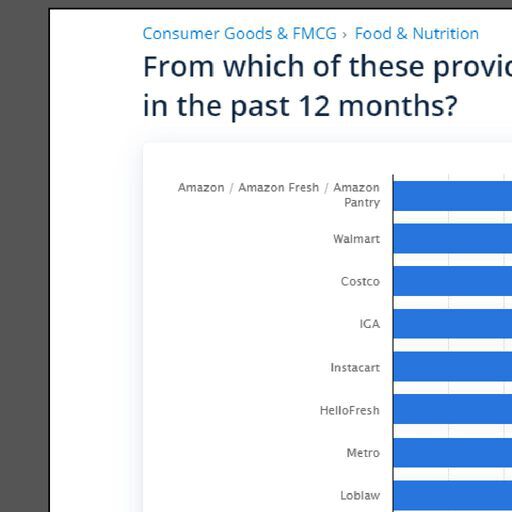 Consumer Goods & FMCG › Food & Nutrition
From which of these provi
in the past 12 months?
Amazon / Amazon Fresh / Amazon
Pantry
Walmart
Costco
IGA
Instacart
HelloFresh
Metro
Loblaw